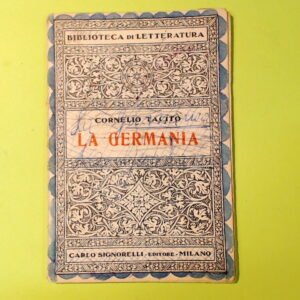 BIBLIOTECA DI LETTERATURA
CORNELIO TACITO
LA GERMANIA
CARLO SIGNORELLI - EDITORE - MILANO